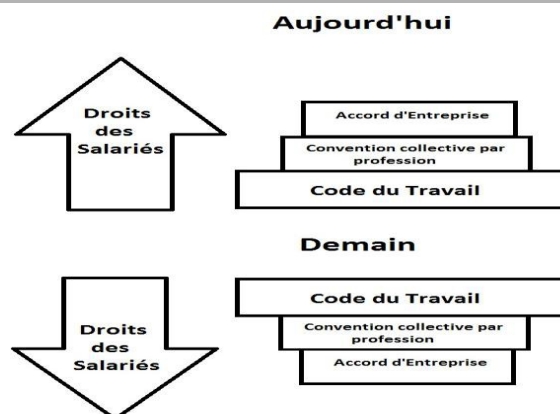 Aujourd'hui
Droits
des
Salariés
Accord d'Entreprise
Convention collective par
profession
Code du Travail
Demain
Droits
des
Salariés
Code du Travail
Convention collective par
profession
Accord d'Entreprise